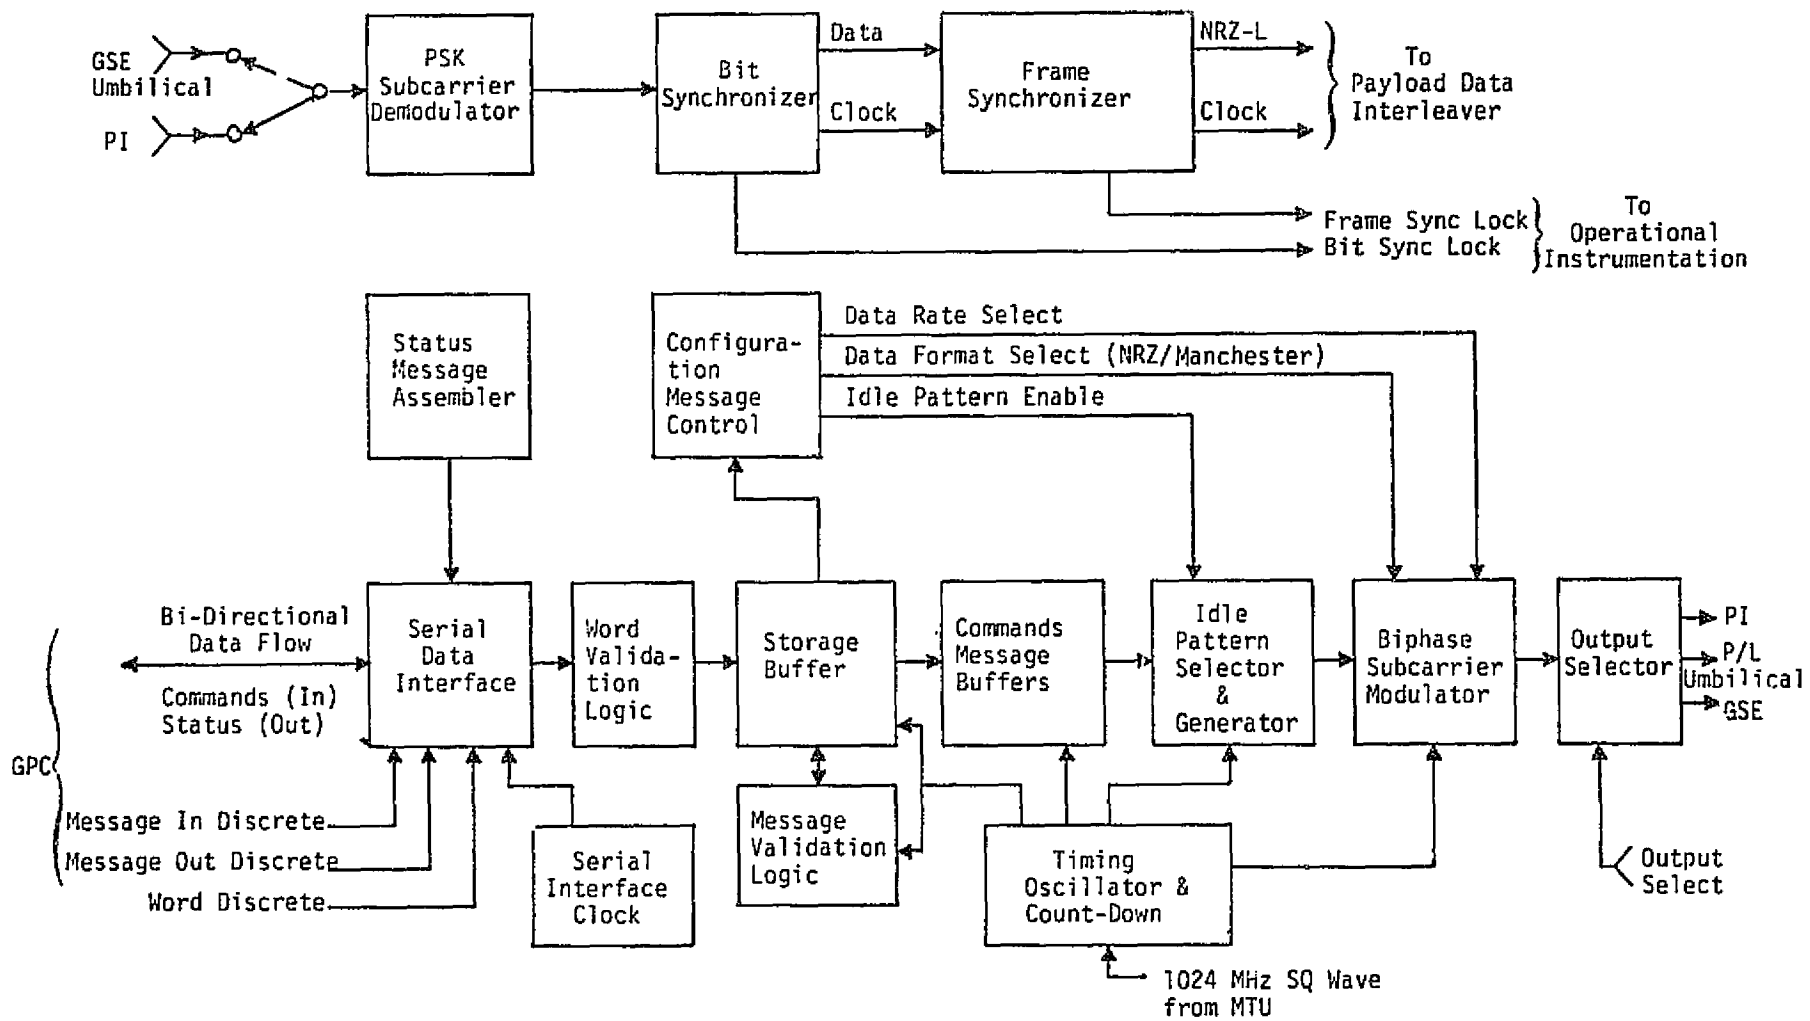 GSE
Umbilical
PI
PSK
Subcarrier
Demodulator
Bit
Synchronizer
Data
Clock
Frame
Synchronizer
NRZ-L
Clock
To
Payload Data
Interleaver
Frame Sync Lock
Bit Sync Lock
To
Operational
Instrumentation
Status
Message
Assembler
Configura-
tion
Message
Control
Data Rate Select
Data Format Select (NRZ/Manchester)
Idle Pattern Enable
GPC
Bi-Directional
Data Flow
Commands (In)
Status (Out)
Message In Discrete
Message Out Discrete
Word Discrete
Serial
Data
Interface
Word
Valida-
tion
Logic
Storage
Buffer
Commands
Message
Buffers
Idle
Pattern
Selector
&
Generator
Biphase
Subcarrier
Modulator
Output
Selector
PI
P/L
Umbilical
GSE
Serial
Interface
Clock
Message
Validation
Logic
Timing
Oscillator &
Count-Down
Output
Select
1024 MHz SQ Wave
from MTU